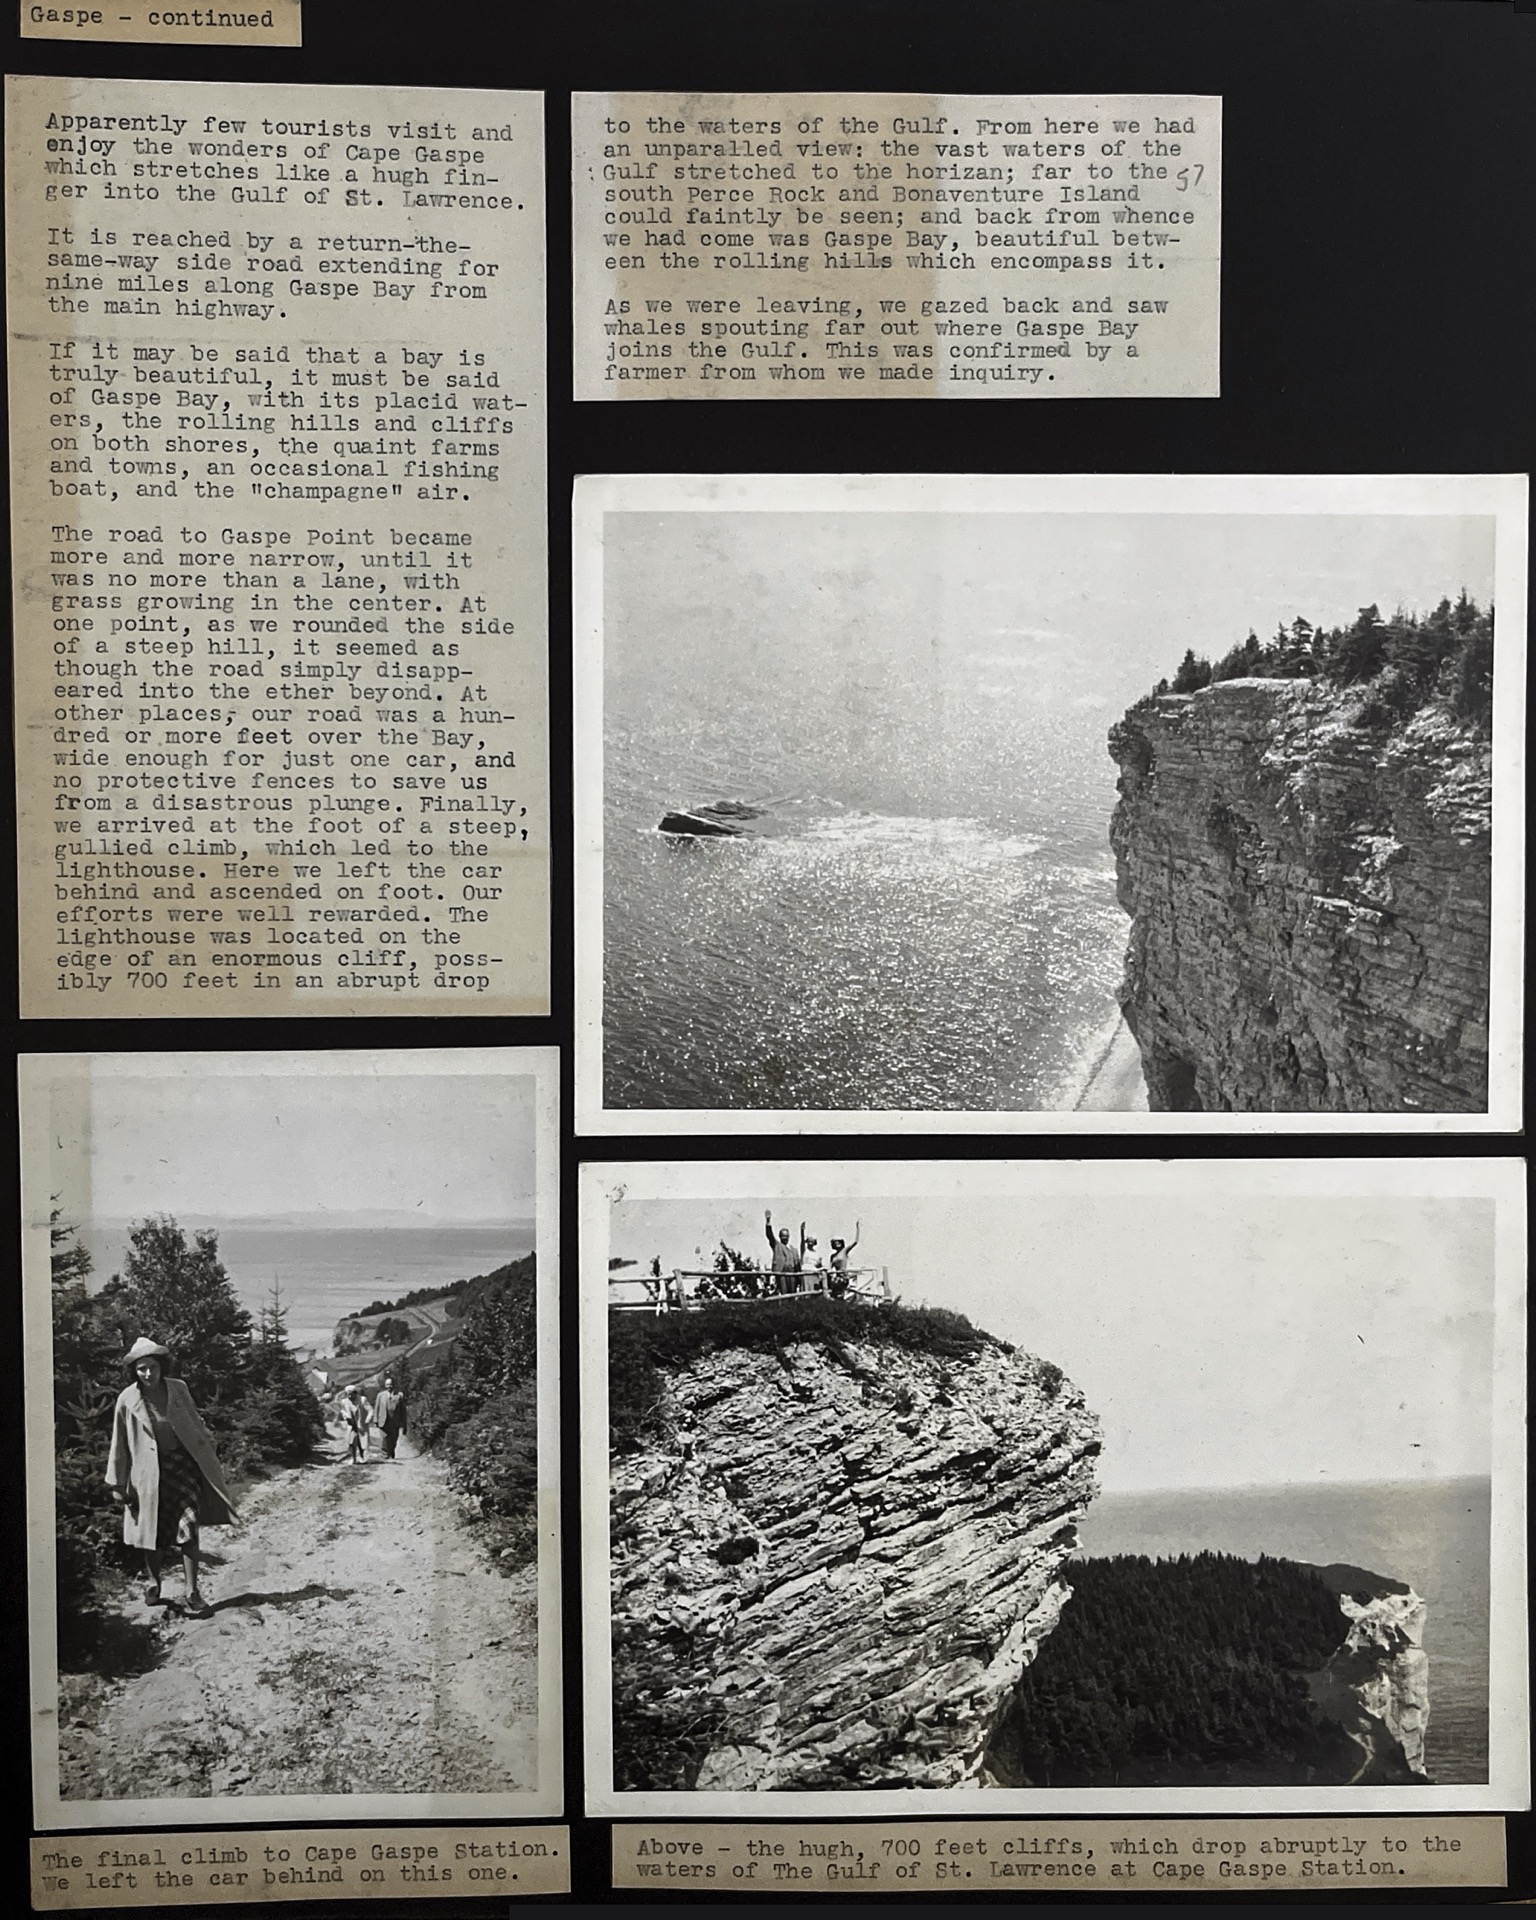 Gaspe - continued
Apparently few tourists visit and
enjoy the wonders of Cape Gaspe
which stretches like a hugh fin-
ger into the Gulf of St. Lawrence.
It is reached by a return-the-
same-way side road extending for
nine miles along Gaspe Bay from
the main highway.
If it may be said that a bay is
truly beautiful, it must be said
of Gaspe Bay, with its placid wat-
ers, the rolling hills and cliffs
on both shores, the quaint farms
and towns, an occasional fishing
boat, and the "champagne" air.
The road to Gaspe Point became
more and more narrow, until it
was no more than a lane, with
grass growing in the center. At
one point, as we rounded the side
of a steep hill, it seemed as
though the road simply disapp-
eared into the ether beyond. At
other places, our road was a hun-
dred or more feet over the Bay,
wide enough for just one car, and
no protective fences to save us
from a disastrous plunge. Finally,
we arrived at the foot of a steep,
gullied climb, which led to the
lighthouse. Here we left the car
behind and ascended on foot. Our
efforts were well rewarded. The
lighthouse was located on the
edge of an enormous cliff, poss-
ibly 700 feet in an abrupt drop
to the waters of the Gulf. From here we had
an unparalled view: the vast waters of the
Gulf stretched to the horizan; far to the
57
south Perce Rock and Bonaventure Island
could faintly be seen; and back from whence
we had come was Gaspe Bay, beautiful betw-
een the rolling hills which encompass it.
As we were leaving, we gazed back and saw
whales spouting far out where Gaspe Bay
joins the Gulf. This was confirmed by a
farmer from whom we made inquiry.
The final climb to Cape Gaspe Station.
We left the car behind on this one.
Above - the hugh, 700 feet cliffs, which drop abruptly to the
waters of The Gulf of St. Lawrence at Cape Gaspe Station.